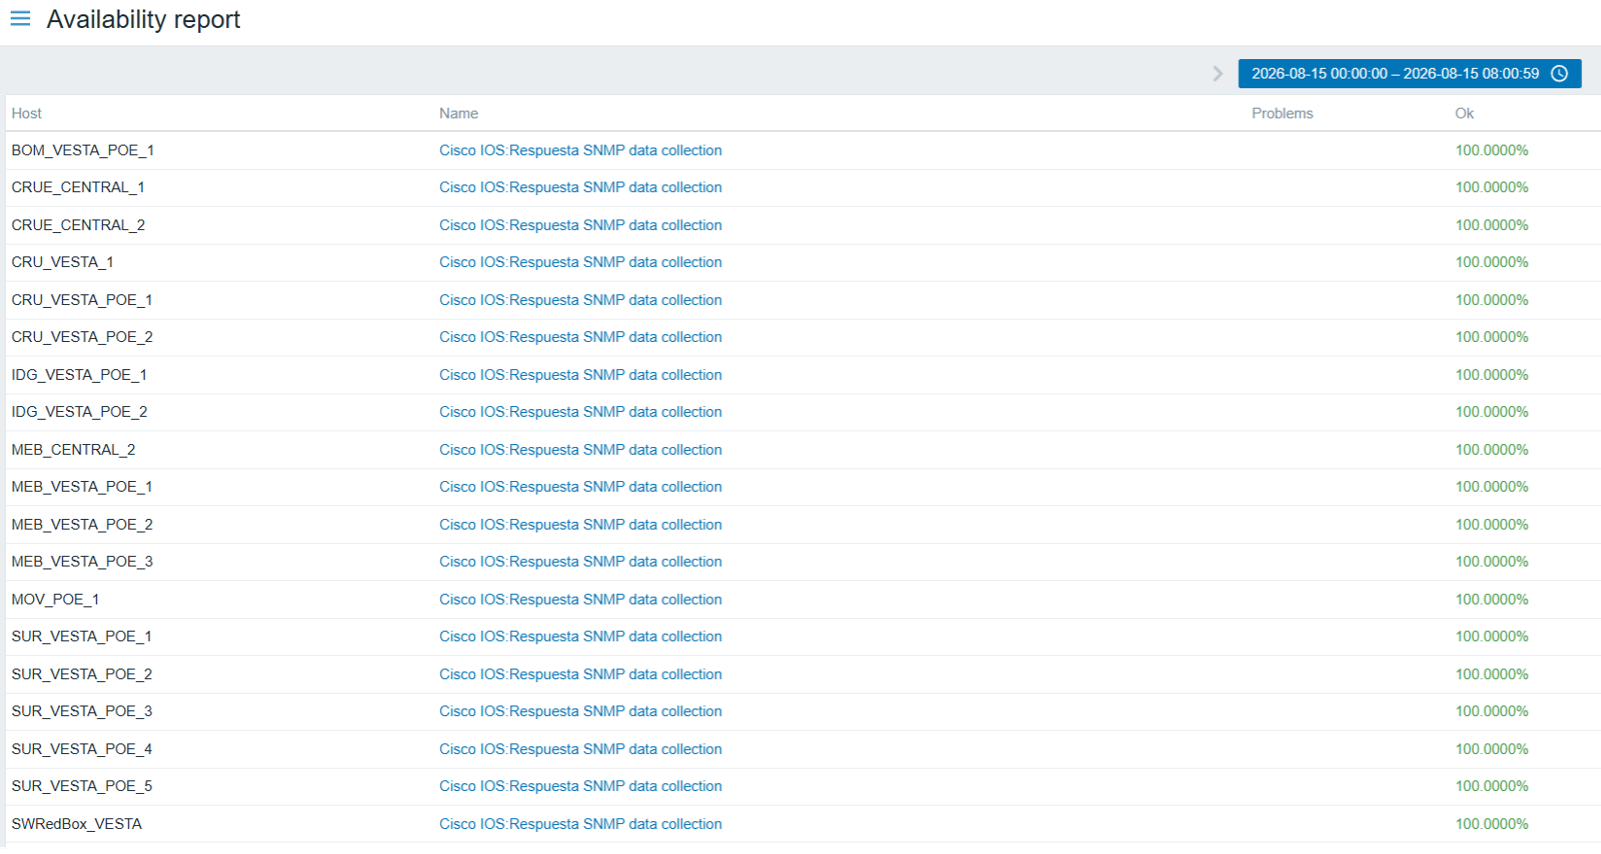 Availability report
2026-08-15 00:00:00 – 2026-08-15 08:00:59
Host Name Problems Ok
BOM_VESTA_POE_1 Cisco IOS:Respuesta SNMP data collection 100.0000%
CRUE_CENTRAL_1 Cisco IOS:Respuesta SNMP data collection 100.0000%
CRUE_CENTRAL_2 Cisco IOS:Respuesta SNMP data collection 100.0000%
CRU_VESTA_1 Cisco IOS:Respuesta SNMP data collection 100.0000%
CRU_VESTA_POE_1 Cisco IOS:Respuesta SNMP data collection 100.0000%
CRU_VESTA_POE_2 Cisco IOS:Respuesta SNMP data collection 100.0000%
IDG_VESTA_POE_1 Cisco IOS:Respuesta SNMP data collection 100.0000%
IDG_VESTA_POE_2 Cisco IOS:Respuesta SNMP data collection 100.0000%
MEB_CENTRAL_2 Cisco IOS:Respuesta SNMP data collection 100.0000%
MEB_VESTA_POE_1 Cisco IOS:Respuesta SNMP data collection 100.0000%
MEB_VESTA_POE_2 Cisco IOS:Respuesta SNMP data collection 100.0000%
MEB_VESTA_POE_3 Cisco IOS:Respuesta SNMP data collection 100.0000%
MOV_POE_1 Cisco IOS:Respuesta SNMP data collection 100.0000%
SUR_VESTA_POE_1 Cisco IOS:Respuesta SNMP data collection 100.0000%
SUR_VESTA_POE_2 Cisco IOS:Respuesta SNMP data collection 100.0000%
SUR_VESTA_POE_3 Cisco IOS:Respuesta SNMP data collection 100.0000%
SUR_VESTA_POE_4 Cisco IOS:Respuesta SNMP data collection 100.0000%
SUR_VESTA_POE_5 Cisco IOS:Respuesta SNMP data collection 100.0000%
SWRedBox_VESTA Cisco IOS:Respuesta SNMP data collection 100.0000%